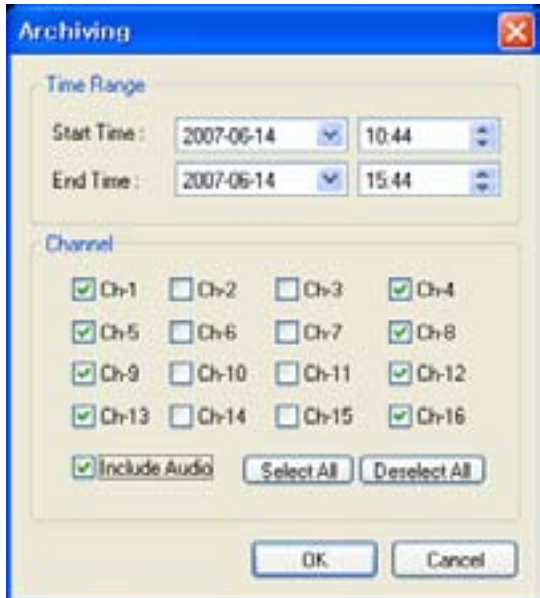 Archiving
Time Range
Start Time : 2007-06-14 10:44
End Time : 2007-06-14 15:44
Channel
Ch-1 Ch-2 Ch-3 Ch-4
Ch-5 Ch-6 Ch-7 Ch-8
Ch-9 Ch-10 Ch-11 Ch-12
Ch-13 Ch-14 Ch-15 Ch-16
Include Audio Select All Deselect All
OK Cancel